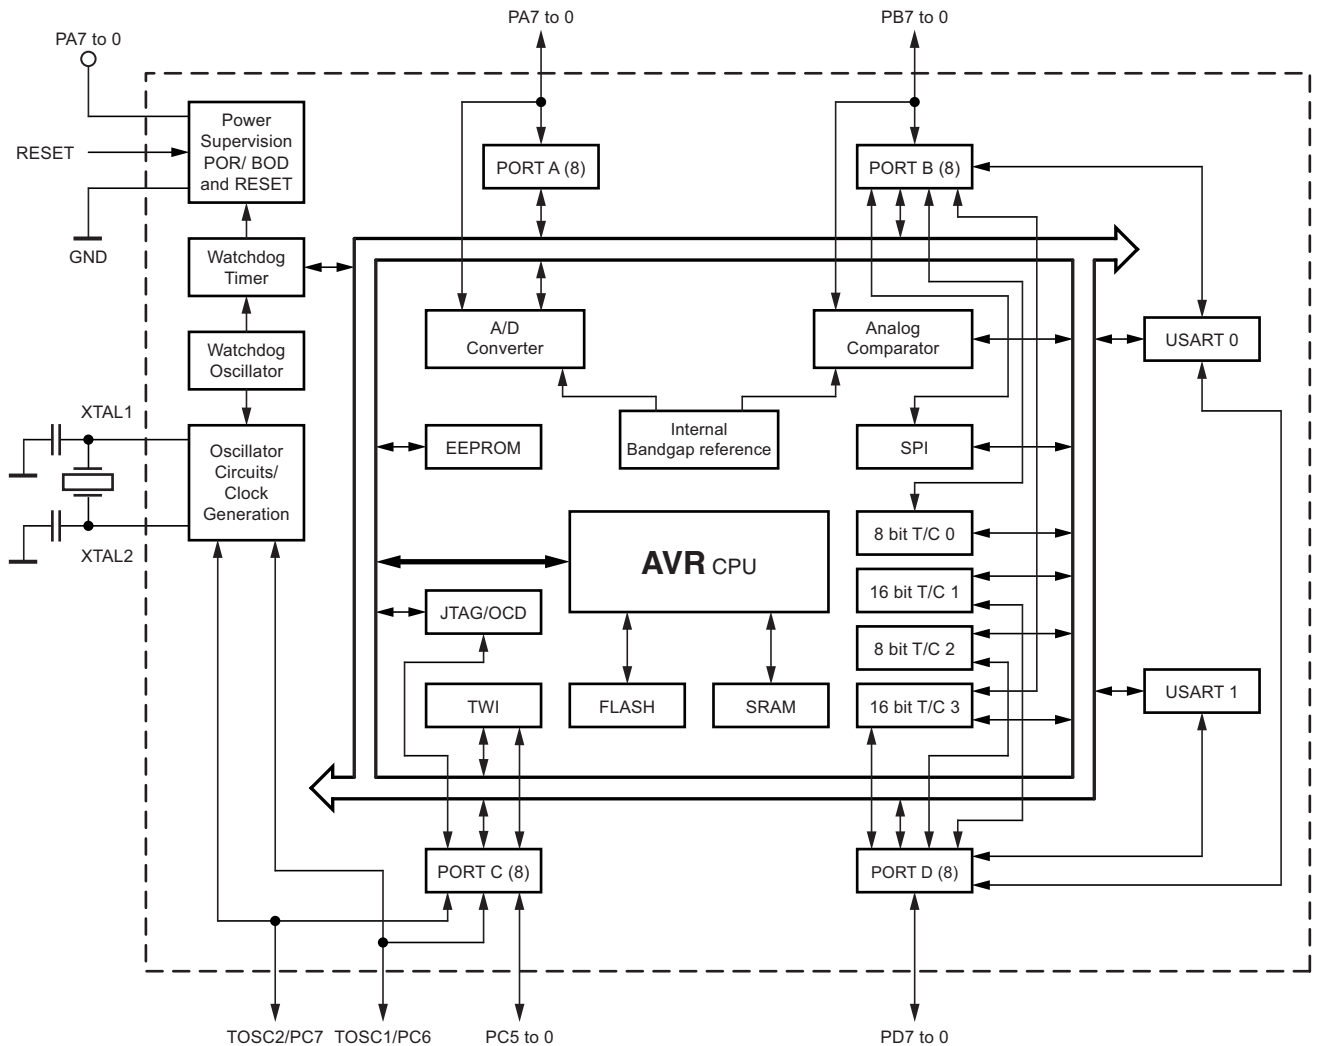 PA7 to 0
PB7 to 0
PA7 to 0
Power
Supervision
POR/ BOD
and RESET
RESET
PORT A (8)
PORT B (8)
GND
Watchdog
Timer
A/D
Converter
Analog
Comparator
USART 0
Watchdog
Oscillator
XTAL1
Internal
Bandgap reference
Oscillator
Circuits/
Clock
Generation
EEPROM
SPI
XTAL2
AVR CPU
8 bit T/C 0
16 bit T/C 1
JTAG/OCD
8 bit T/C 2
TWI
FLASH
SRAM
16 bit T/C 3
USART 1
PORT C (8)
PORT D (8)
TOSC2/PC7
TOSC1/PC6
PC5 to 0
PD7 to 0